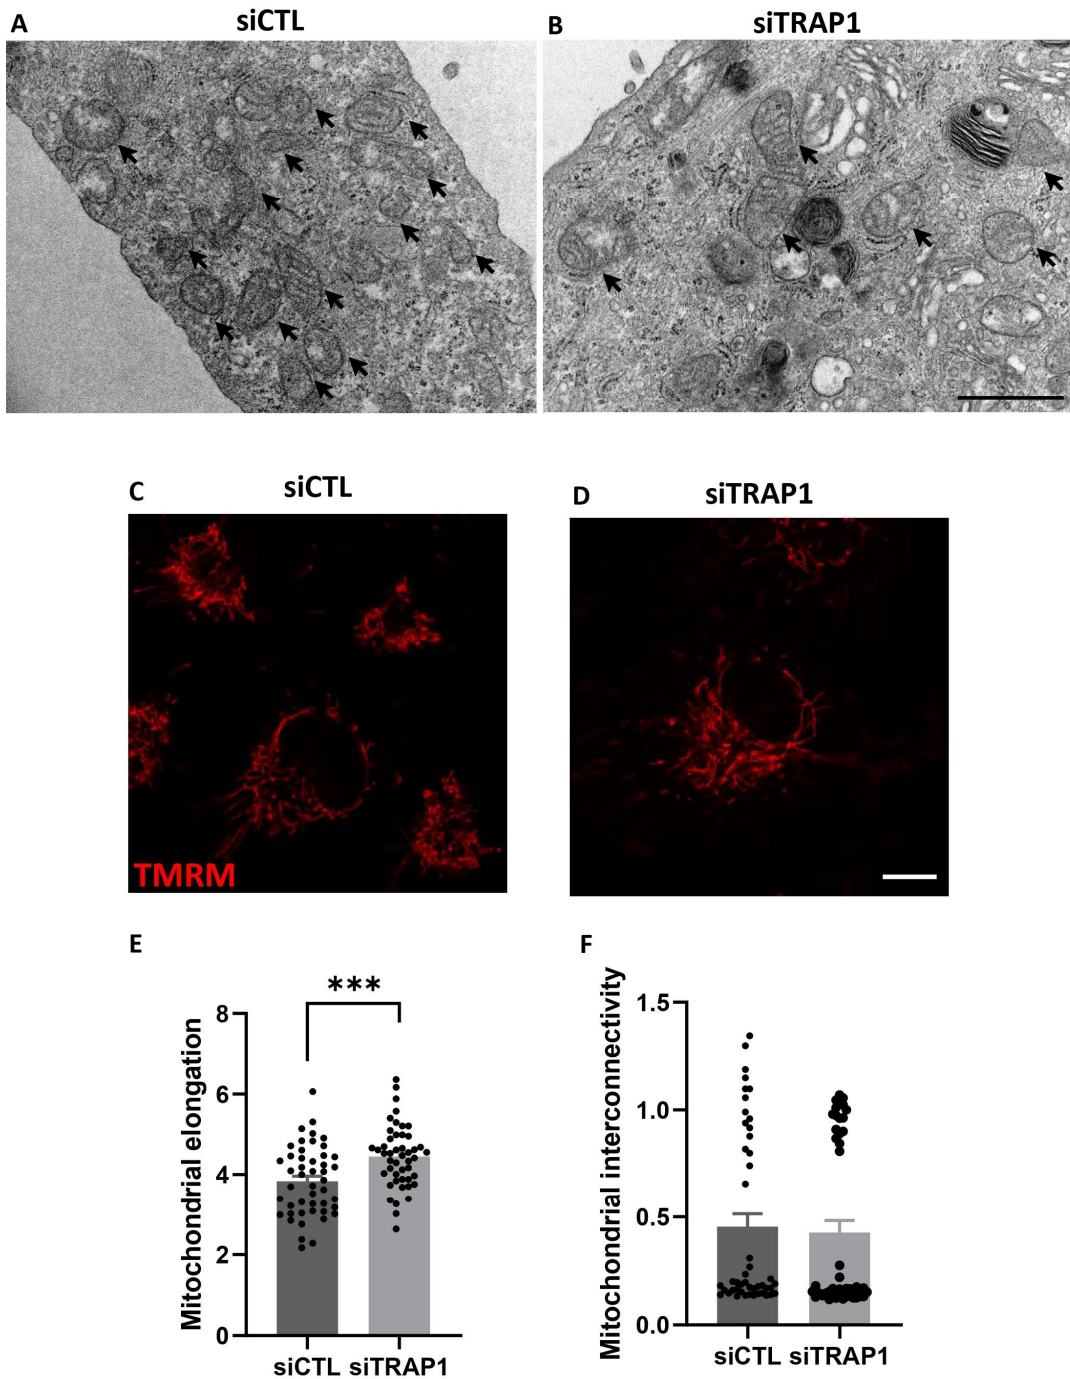 A siCTL B siTRAP1
C siCTL D siTRAP1
TMRM
E F
***
Mitochondrial elongation
8
6
4
2
0
siCTL siTRAP1
Mitochondrial interconnectivity
1.5
1.0
0.5
0.0
siCTL siTRAP1